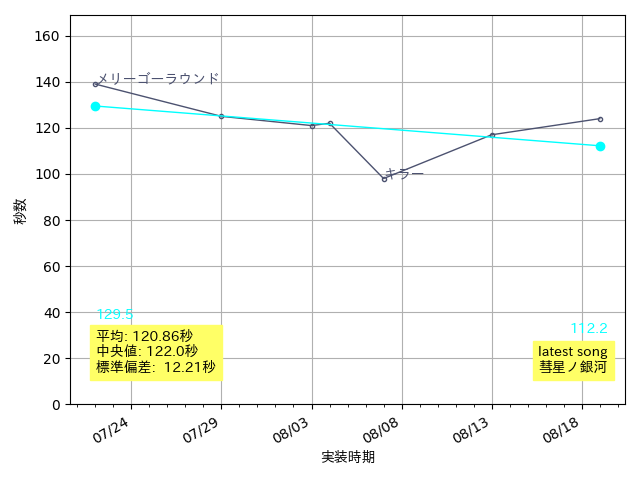 160
140
120
100
80
60
40
20
0
秒数
メリーゴーラウンド
キラー
129.5
平均: 120.86秒
中央値: 122.0秒
標準偏差: 12.21秒
112.2
latest song
彗星ノ銀河
07/24
07/29
08/03
08/08
08/13
08/18
実装時期